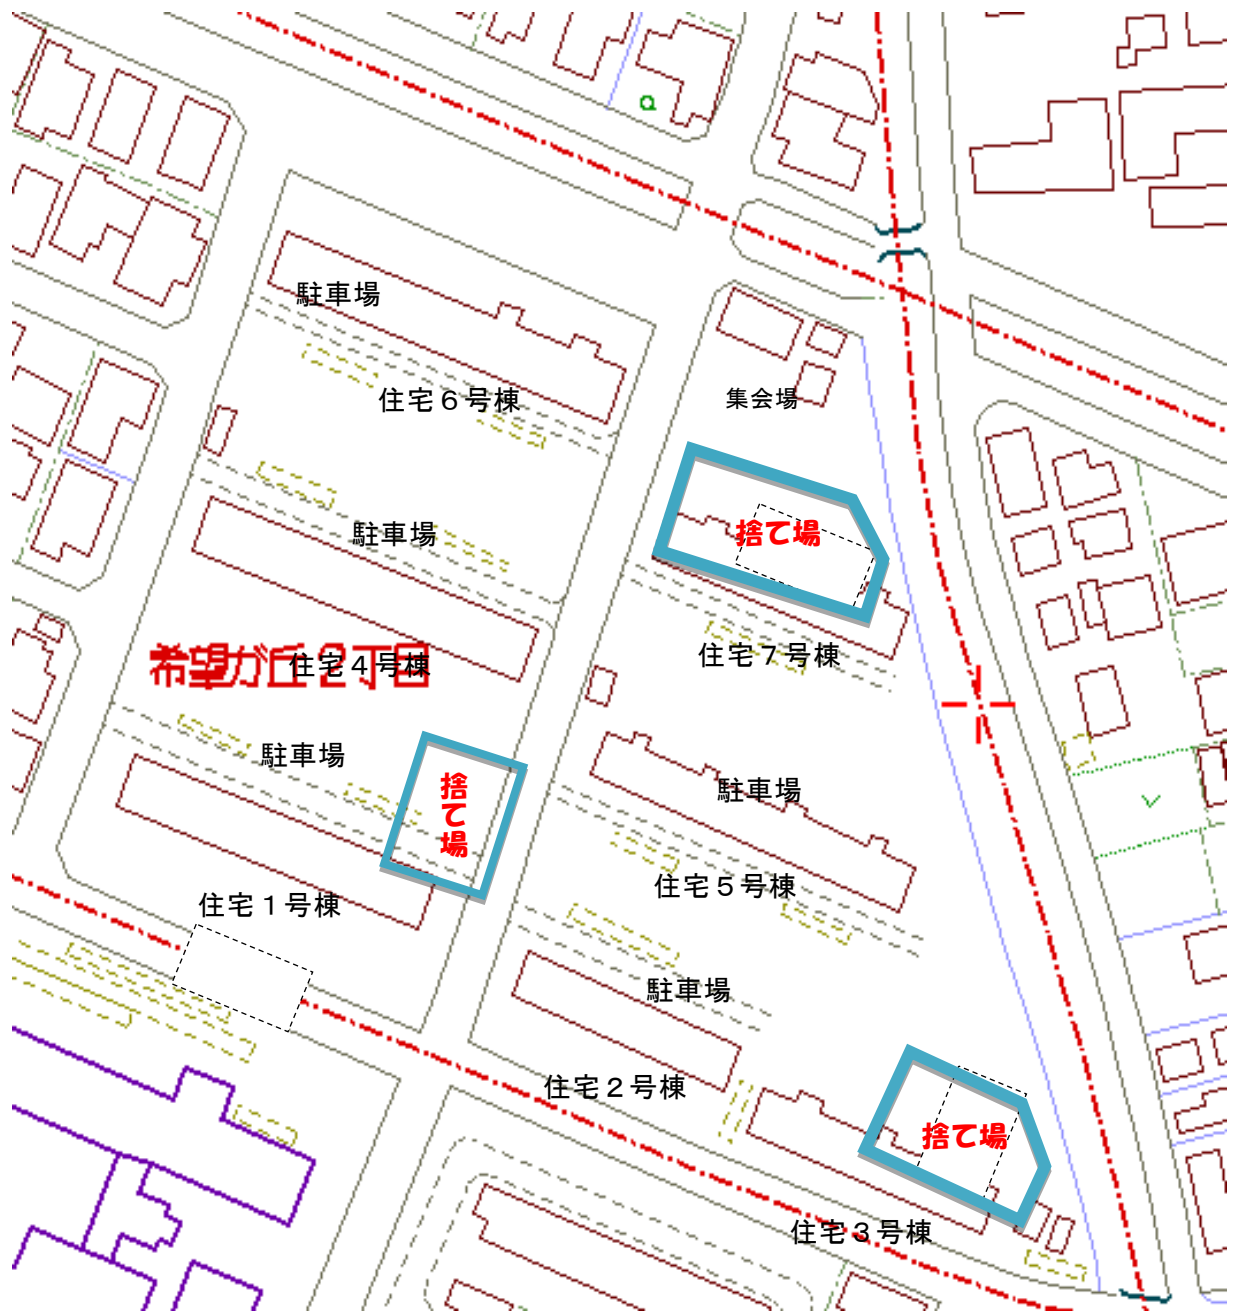 駐車場
住宅６号棟
集会場
駐車場
捨て場
希望が丘２丁目
住宅４号棟
住宅７号棟
駐車場
捨て場
駐車場
住宅５号棟
住宅１号棟
駐車場
住宅２号棟
捨て場
住宅３号棟